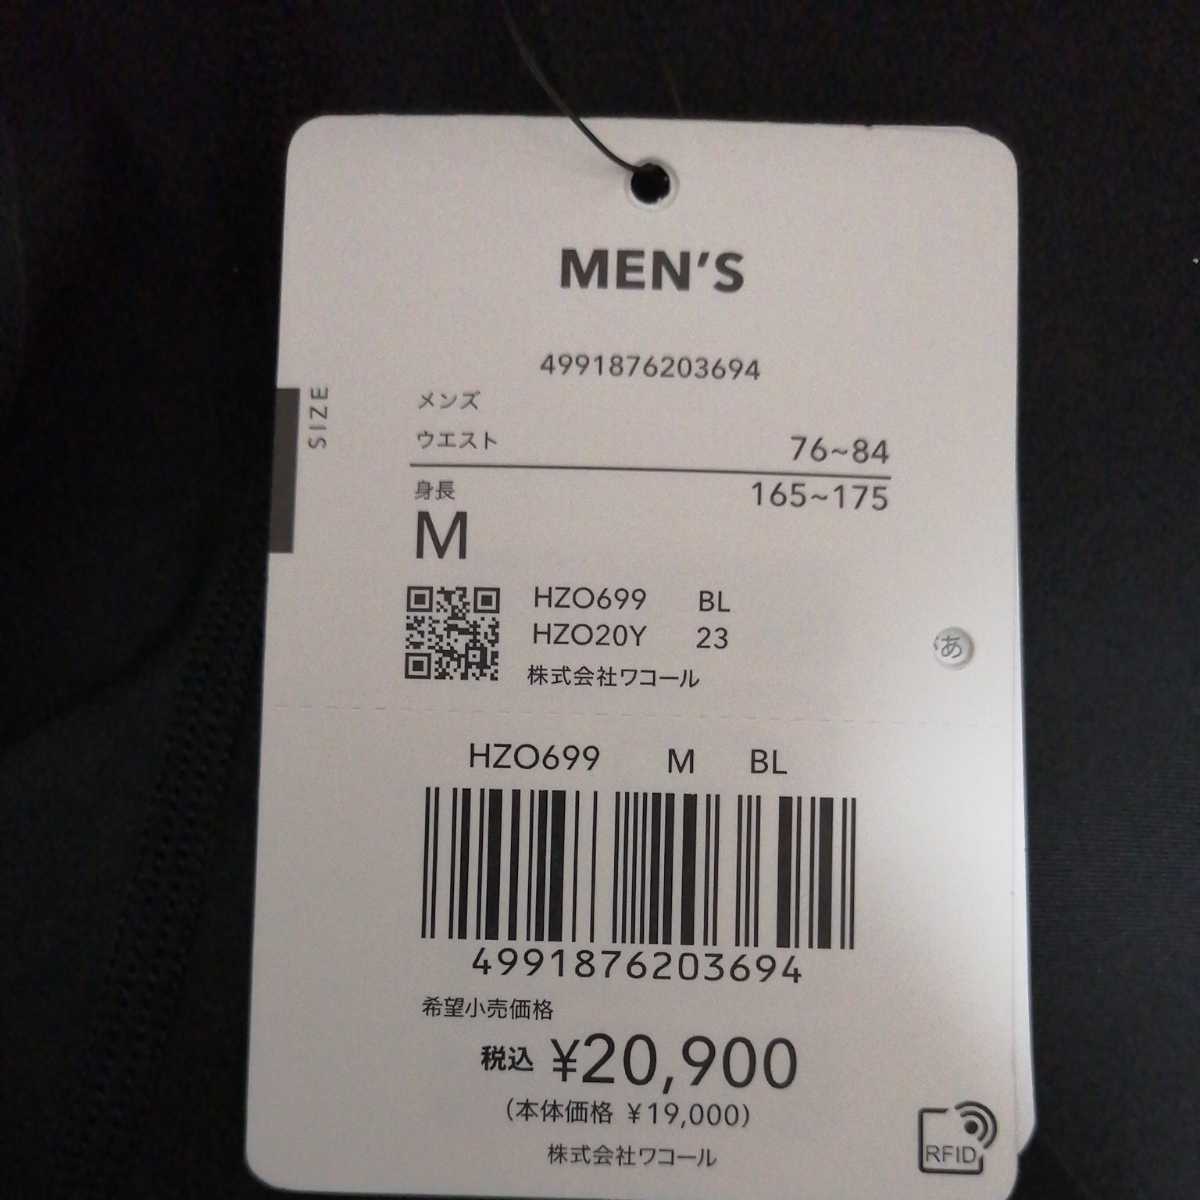 MEN'S
4991876203694
SIZE
メンズ
ウエスト 76~84
身長 165~175
M
HZO699 BL
HZO20Y 23
株式会社ワコール
あ
HZO699 M BL
4991876203694
希望小売価格
税込 ¥20,900
(本体価格 ¥19,000)
株式会社ワコール
RFID